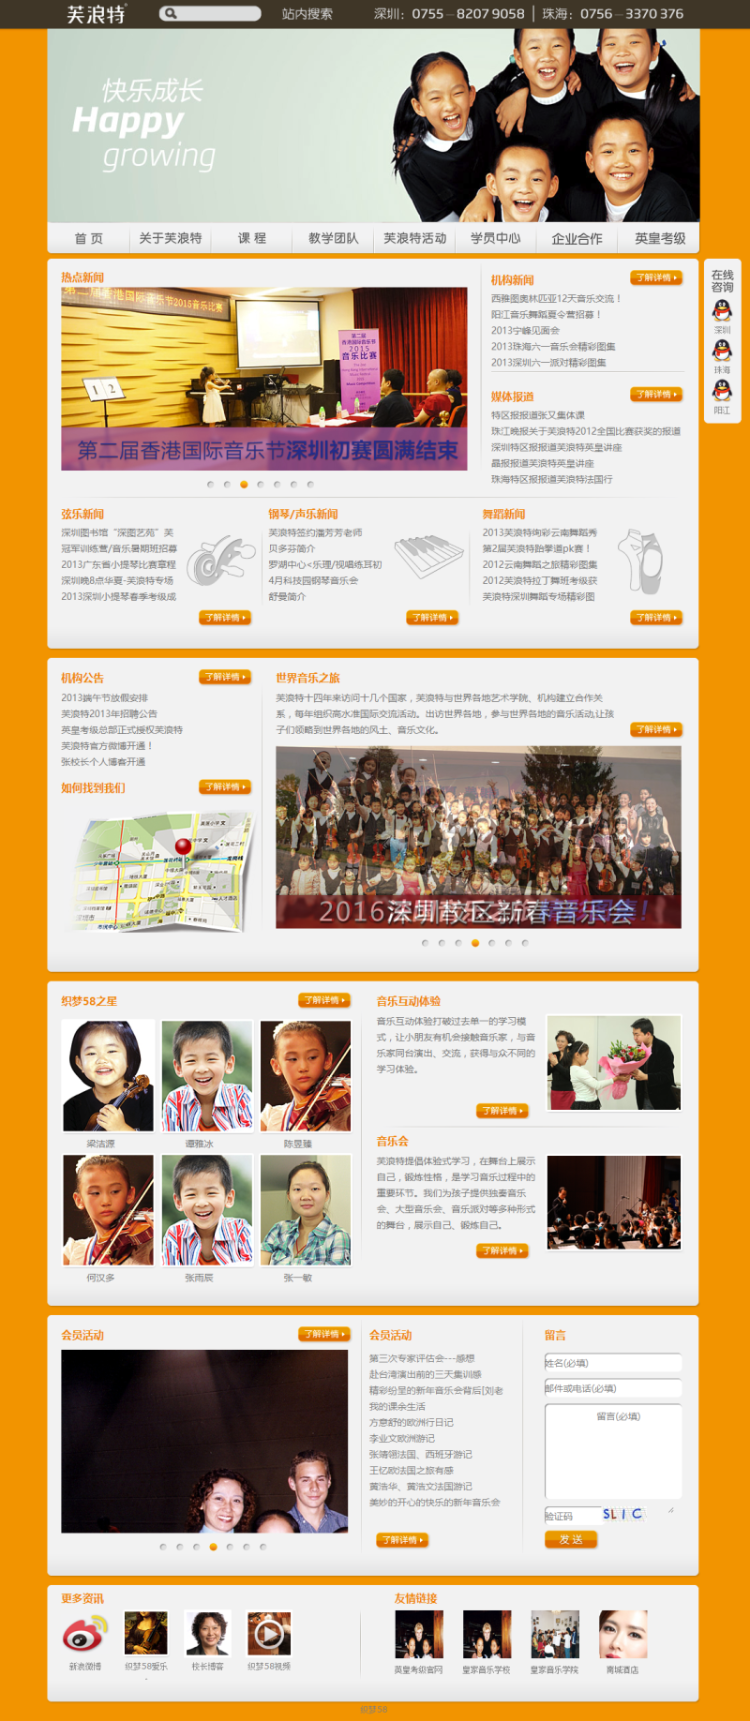 芙浪特
站内搜索
深圳：0755－8207 9058 │ 珠海：0756－3370 376
快乐成长
Happy
growing
首 页
关于芙浪特
课 程
教学团队
芙浪特活动
学员中心
企业合作
英皇考级
在线
咨询
深圳
珠海
阳江
热点新闻
第二届
2015
音乐比赛
第二届香港国际音乐节深圳初赛圆满结束
机构新闻
了解详情
西雅图奥林匹亚12天音乐交流！
阳江音乐舞蹈夏令营招募！
2013宁峰见面会
2013珠海六一音乐会精彩图集
2013深圳六一派对精彩图集
媒体报道
了解详情
特区报报道张又集体课
珠江晚报关于芙浪特2012全国比赛获奖的报道
深圳特区报报道芙浪特英皇讲座
晶报报道芙浪特英皇讲座
珠海特区报报道芙浪特法国行
弦乐新闻
深圳图书馆“深图艺苑”芙
冠军训练营/音乐暑期班招募
2013广东省小提琴比赛章程
深圳晚8点华夏-芙浪特专场
2013深圳小提琴春季考级成
了解详情
钢琴/声乐新闻
芙浪特签约潘芳芳老师
贝多芬简介
罗湖中心<乐理/视唱练耳初
4月科技园钢琴音乐会
舒曼简介
了解详情
舞蹈新闻
2013芙浪特绚彩云南舞蹈秀
第2届芙浪特跆拳道pk赛！
2012云南舞蹈之旅精彩图集
2012芙浪特拉丁舞班考级获
芙浪特深圳舞蹈专场精彩图
了解详情
机构公告
了解详情
2013端午节放假安排
芙浪特2013年招聘公告
英皇考级总部正式授权芙浪特
芙浪特官方微博开通！
张校长个人博客开通
如何找到我们
了解详情
世界音乐之旅
芙浪特十四年来访问十几个国家，芙浪特与世界各地艺术学院、机构建立合作关
系，每年组织高水准国际交流活动。出访世界各地，参与世界各地的音乐活动,让孩
子们领略到世界各地的风土、音乐文化。
了解详情
2016深圳校区新春音乐会
织梦58之星
了解详情
梁洁源
谭雅冰
陈昱臻
何汉多
张雨辰
张一敏
音乐互动体验
音乐互动体验打破过去单一的学习模
式，让小朋友有机会接触音乐家，与音
乐家同台演出、交流，获得与众不同的
学习体验。
了解详情
音乐会
芙浪特提倡体验式学习，在舞台上展示
自己，锻炼性格，是学习音乐过程中的
重要环节。我们为孩子提供独奏音乐
会、大型音乐会、音乐派对等多种形式
的舞台，展示自己、锻炼自己。
了解详情
会员活动
了解详情
会员活动
第三次专家评估会---感想
赴台湾演出前的三天集训感
精彩纷呈的新年音乐会背后[刘老
我的课余生活
方意舒的欧洲行日记
李业文欧洲游记
张晴翎法国、西班牙游记
王亿欧法国之旅有感
黄浩华、黄浩文法国游记
美妙的开心的快乐的新年音乐会
了解详情
留言
姓名(必填)
邮件或电话(必填)
留言(必填)
验证码
SLIC
发 送
更多资讯
新浪微博
织梦58爱乐
校长博客
织梦58视频
友情链接
英皇考级官网
皇家音乐学校
皇家音乐学院
青城酒店
织梦58